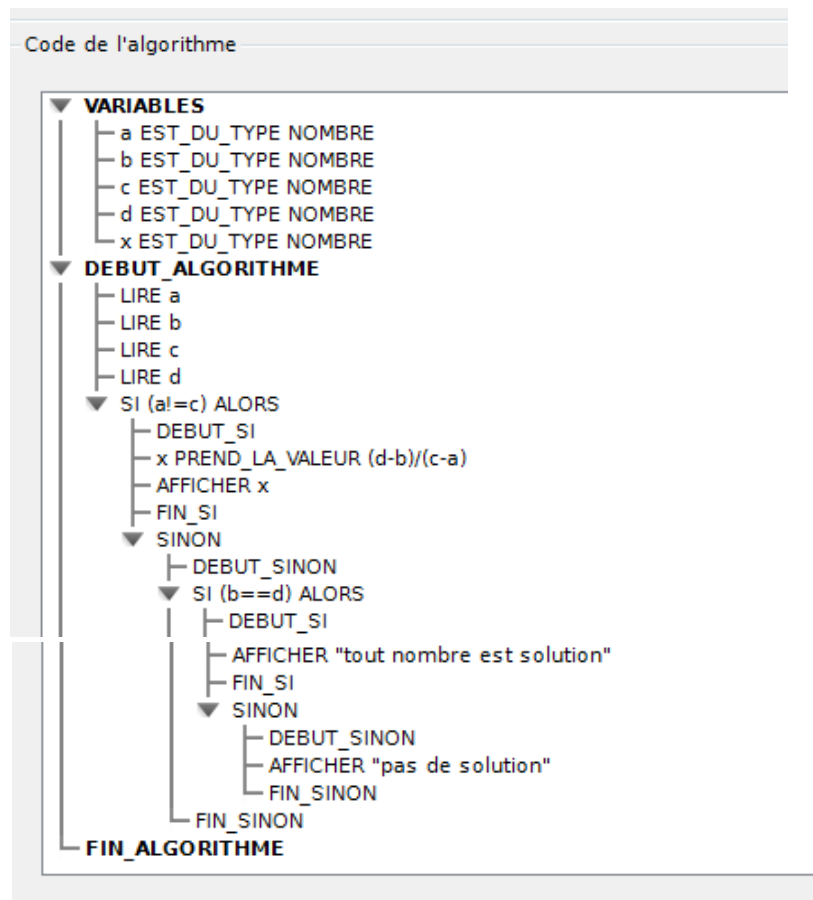 Code de l'algorithme
VARIABLES
a EST_DU_TYPE NOMBRE
b EST_DU_TYPE NOMBRE
c EST_DU_TYPE NOMBRE
d EST_DU_TYPE NOMBRE
x EST_DU_TYPE NOMBRE
DEBUT_ALGORITHME
LIRE a
LIRE b
LIRE c
LIRE d
SI (a!=c) ALORS
DEBUT_SI
x PREND_LA_VALEUR (d-b)/(c-a)
AFFICHER x
FIN_SI
SINON
DEBUT_SINON
SI (b==d) ALORS
DEBUT_SI
AFFICHER "tout nombre est solution"
FIN_SI
SINON
DEBUT_SINON
AFFICHER "pas de solution"
FIN_SINON
FIN_SINON
FIN_ALGORITHME